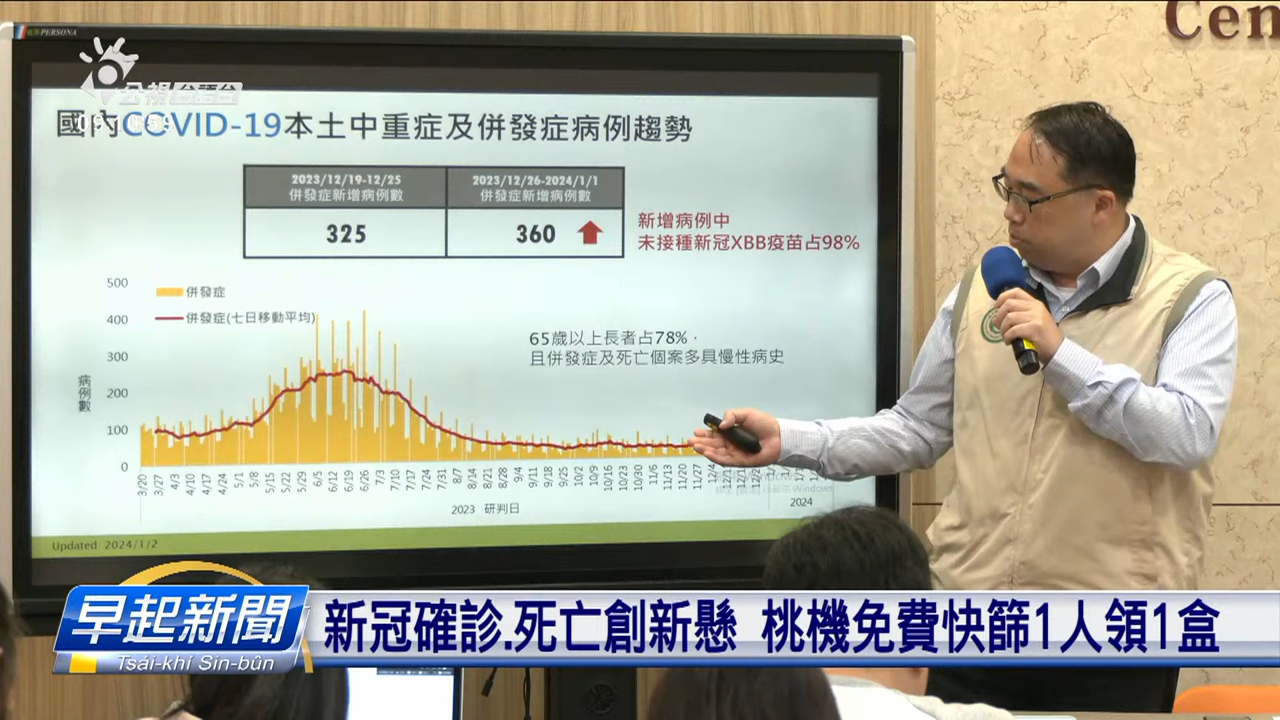 PERSONA
Cen
公視台語台
國內COVID-19本土中重症及併發症病例趨勢
2023/12/19-12/25
併發症新增病例數
2023/12/26-2024/1/1
併發症新增病例數
325
360
新增病例中
未接種新冠XBB疫苗占98%
併發症
併發症(七日移動平均)
65歲以上長者占78%，
且併發症及死亡個案多具慢性病史
病例數
500
400
300
200
100
0
3/20 3/27 4/3 4/10 4/17 4/24 5/1 5/8 5/15 5/22 5/29 6/5 6/12 6/19 6/26 7/3 7/10 7/17 7/24 7/31 8/7 8/14 8/21 8/28 9/4 9/11 9/18 9/25 10/2 10/9 10/16 10/23 10/30 11/6 11/13 11/20 11/27
2023 研判日
2024
Updated 2024/1/2
早起新聞
Tsái-khí Sin-bûn
新冠確診.死亡創新懸 桃機免費快篩1人領1盒